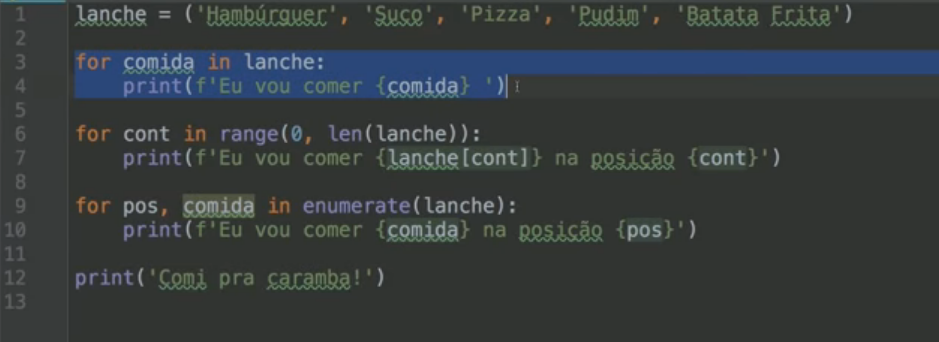 1 lanche = ('Hambúrguer', 'Suco', 'Pizza', 'Pudim', 'Batata Frita')
2
3 for comida in lanche:
4     print(f'Eu vou comer {comida} ')
5
6 for cont in range(0, len(lanche)):
7     print(f'Eu vou comer {lanche[cont]} na posição {cont}')
8
9 for pos, comida in enumerate(lanche):
10     print(f'Eu vou comer {comida} na posição {pos}')
11
12 print('Comi pra caramba!')
13